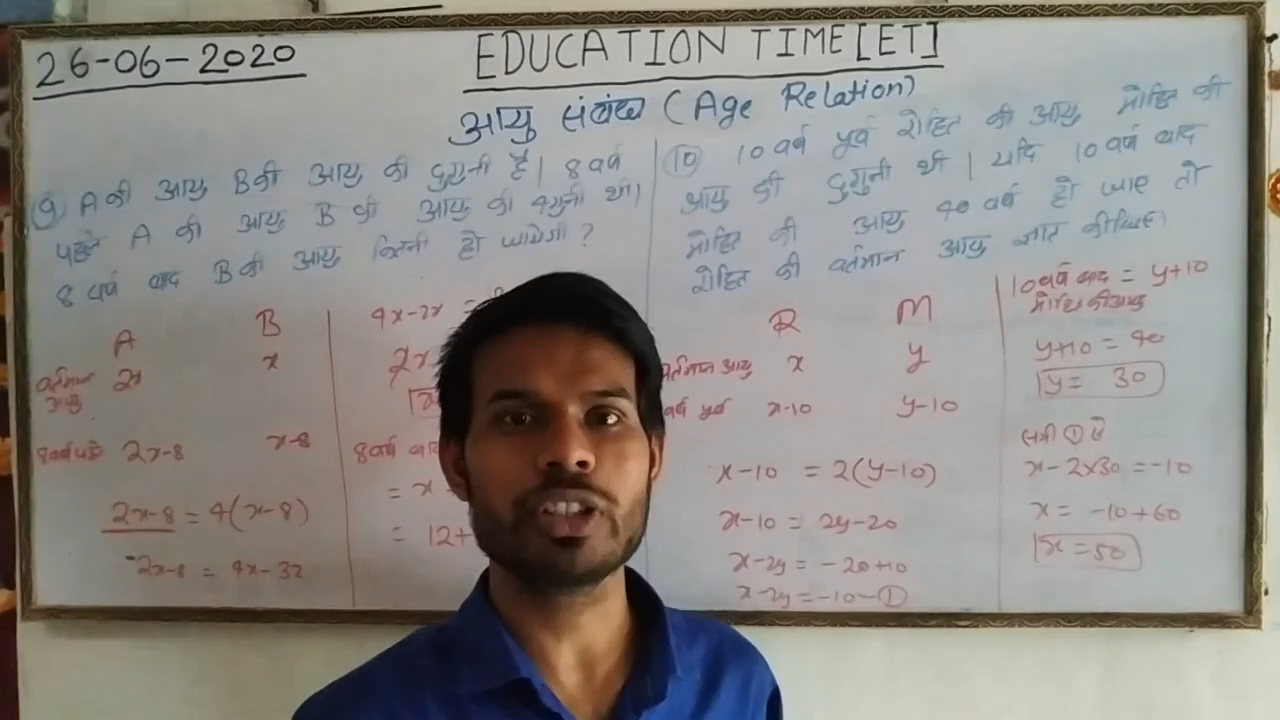 26-06-2020
EDUCATION TIME[ET]
आयु संबंध (Age Relation)
(9) A की आयु B की आयु की दुगुनी है। 8 वर्ष
पहले A की आयु B की आयु की 4 गुनी थी।
8 वर्ष बाद B की आयु कितनी हो जायेगी ?
A B
वर्तमान आयु 2x x
8 वर्ष पहले 2x-8 x-8
2x-8 = 4(x-8)
2x-8 = 4x-32
4x-2x =
2x
8 वर्ष बाद
= x +
= 12+
(10) 10 वर्ष पूर्व रोहित की आयु मोहित की
आयु की दुगुनी थी। यदि 10 वर्ष बाद
मोहित की आयु 40 वर्ष हो जाए तो
रोहित की वर्तमान आयु ज्ञात कीजिए।
R M
वर्तमान आयु x y
वर्ष पूर्व x-10 y-10
x-10 = 2(y-10)
x-10 = 2y-20
x-2y = -20+10
x-2y = -10 -(1)
10 वर्ष बाद = y+10
मोहित की आयु
y+10 = 40
y = 30
समी (1) से
x-2x30 = -10
x = -10+60
x = 50